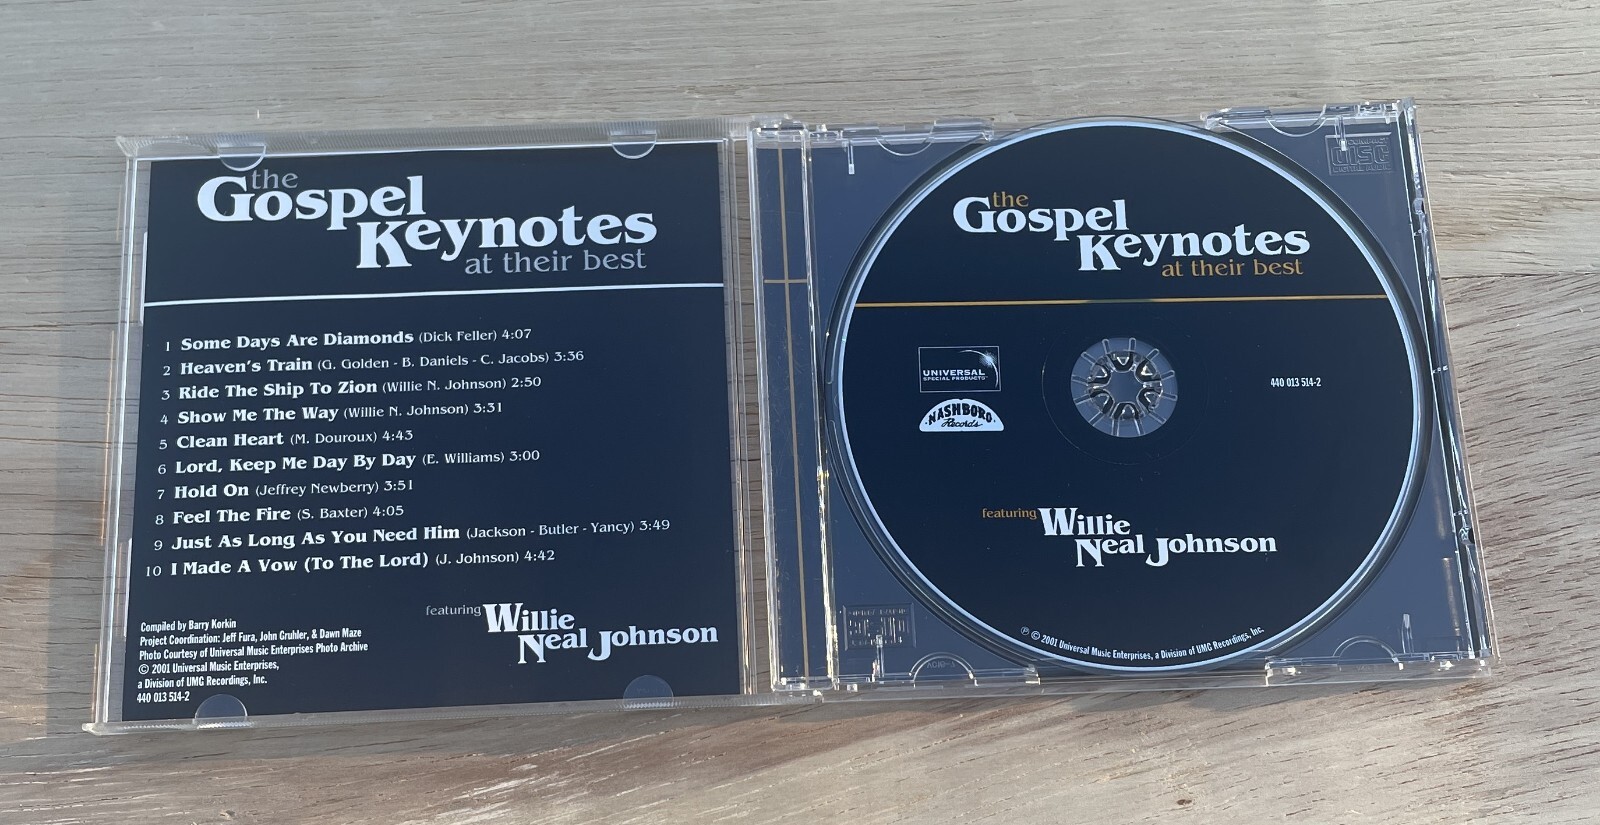 the
Gospel
Keynotes
at their best
1 Some Days Are Diamonds (Dick Feller) 4:07
2 Heaven's Train (G. Golden - B. Daniels - C. Jacobs) 3:36
3 Ride The Ship To Zion (Willie N. Johnson) 2:50
4 Show Me The Way (Willie N. Johnson) 3:31
5 Clean Heart (M. Douroux) 4:43
6 Lord, Keep Me Day By Day (E. Williams) 3:00
7 Hold On (Jeffrey Newberry) 3:51
8 Feel The Fire (S. Baxter) 4:05
9 Just As Long As You Need Him (Jackson - Butler - Yancy) 3:49
10 I Made A Vow (To The Lord) (J. Johnson) 4:42
featuring Willie
Neal Johnson
Compiled by Barry Korkin
Project Coordination: Jeff Fura, John Gruhler, & Dawn Maze
Photo Courtesy of Universal Music Enterprises Photo Archive
© 2001 Universal Music Enterprises,
a Division of UMG Recordings, Inc.
440 013 514-2
the
Gospel
Keynotes
at their best
UNIVERSAL
SPECIAL PRODUCTS
NASHBORO
Records
440 013 514-2
featuring Willie
Neal Johnson
℗ © 2001 Universal Music Enterprises, a Division of UMG Recordings, Inc.
COMPACT
disc
DIGITAL AUDIO